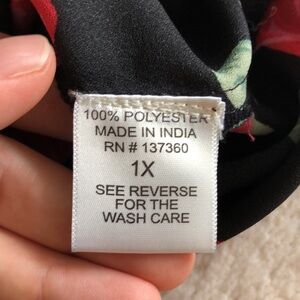 100% POLYESTER
MADE IN INDIA
RN # 137360
1X
SEE REVERSE
FOR THE
WASH CARE